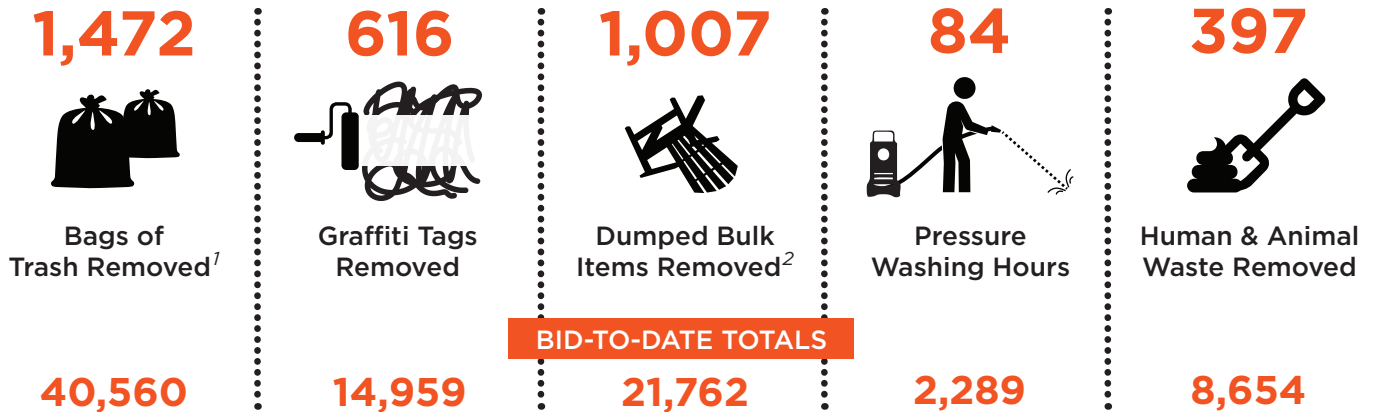 1,472
616
1,007
84
397
Bags of
Trash Removed1
Graffiti Tags
Removed
Dumped Bulk
Items Removed2
Pressure
Washing Hours
Human & Animal
Waste Removed
BID-TO-DATE TOTALS
40,560
14,959
21,762
2,289
8,654